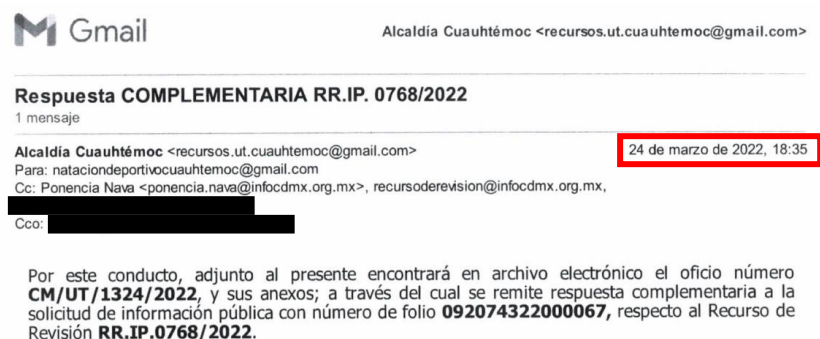 Gmail
Alcaldía Cuauhtémoc <recursos.ut.cuauhtemoc@gmail.com>
Respuesta COMPLEMENTARIA RR.IP. 0768/2022
1 mensaje
Alcaldía Cuauhtémoc <recursos.ut.cuauhtemoc@gmail.com>
24 de marzo de 2022, 18:35
Para: nataciondeportivocuauhtemoc@gmail.com
Cc: Ponencia Nava <ponencia.nava@infocdmx.org.mx>, recursoderevision@infocdmx.org.mx,
Cco:
Por este conducto, adjunto al presente encontrará en archivo electrónico el oficio número
CM/UT/1324/2022, y sus anexos; a través del cual se remite respuesta complementaria a la
solicitud de información pública con número de folio 092074322000067, respecto al Recurso de
Revisión RR.IP.0768/2022.